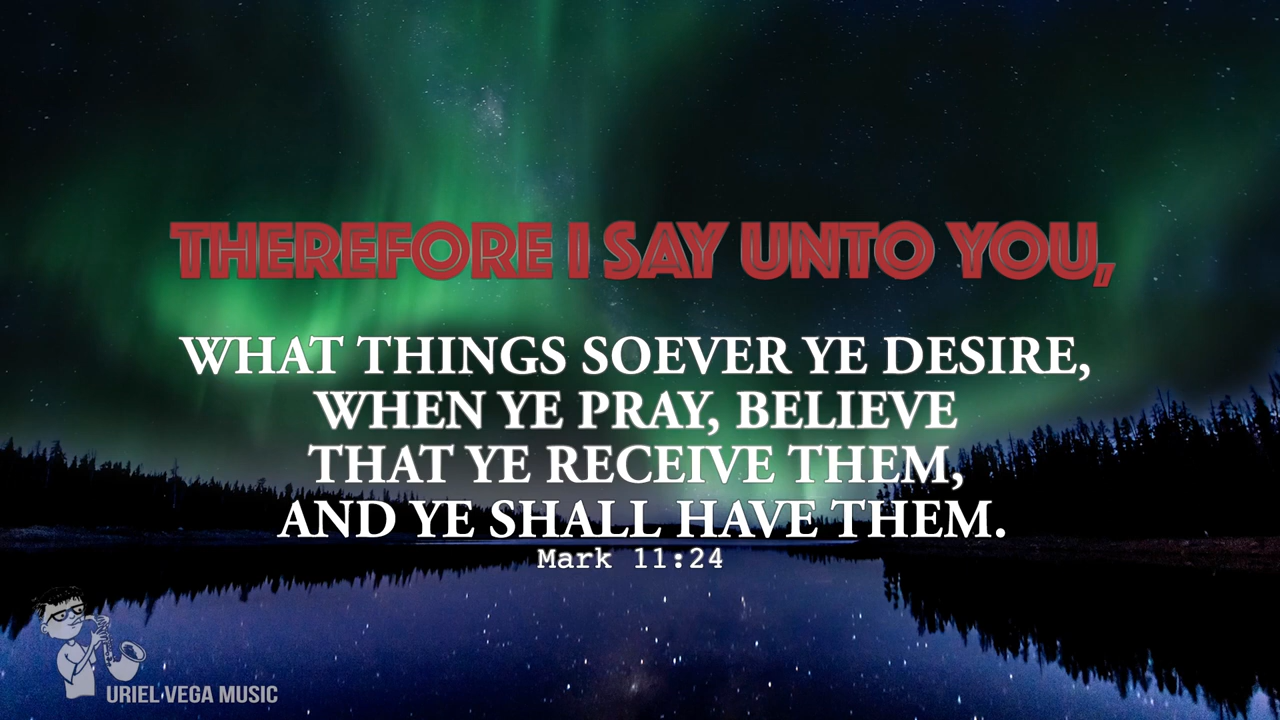 THEREFORE I SAY UNTO YOU,
WHAT THINGS SOEVER YE DESIRE,
WHEN YE PRAY, BELIEVE
THAT YE RECEIVE THEM,
AND YE SHALL HAVE THEM.
Mark 11:24
URIEL VEGA MUSIC